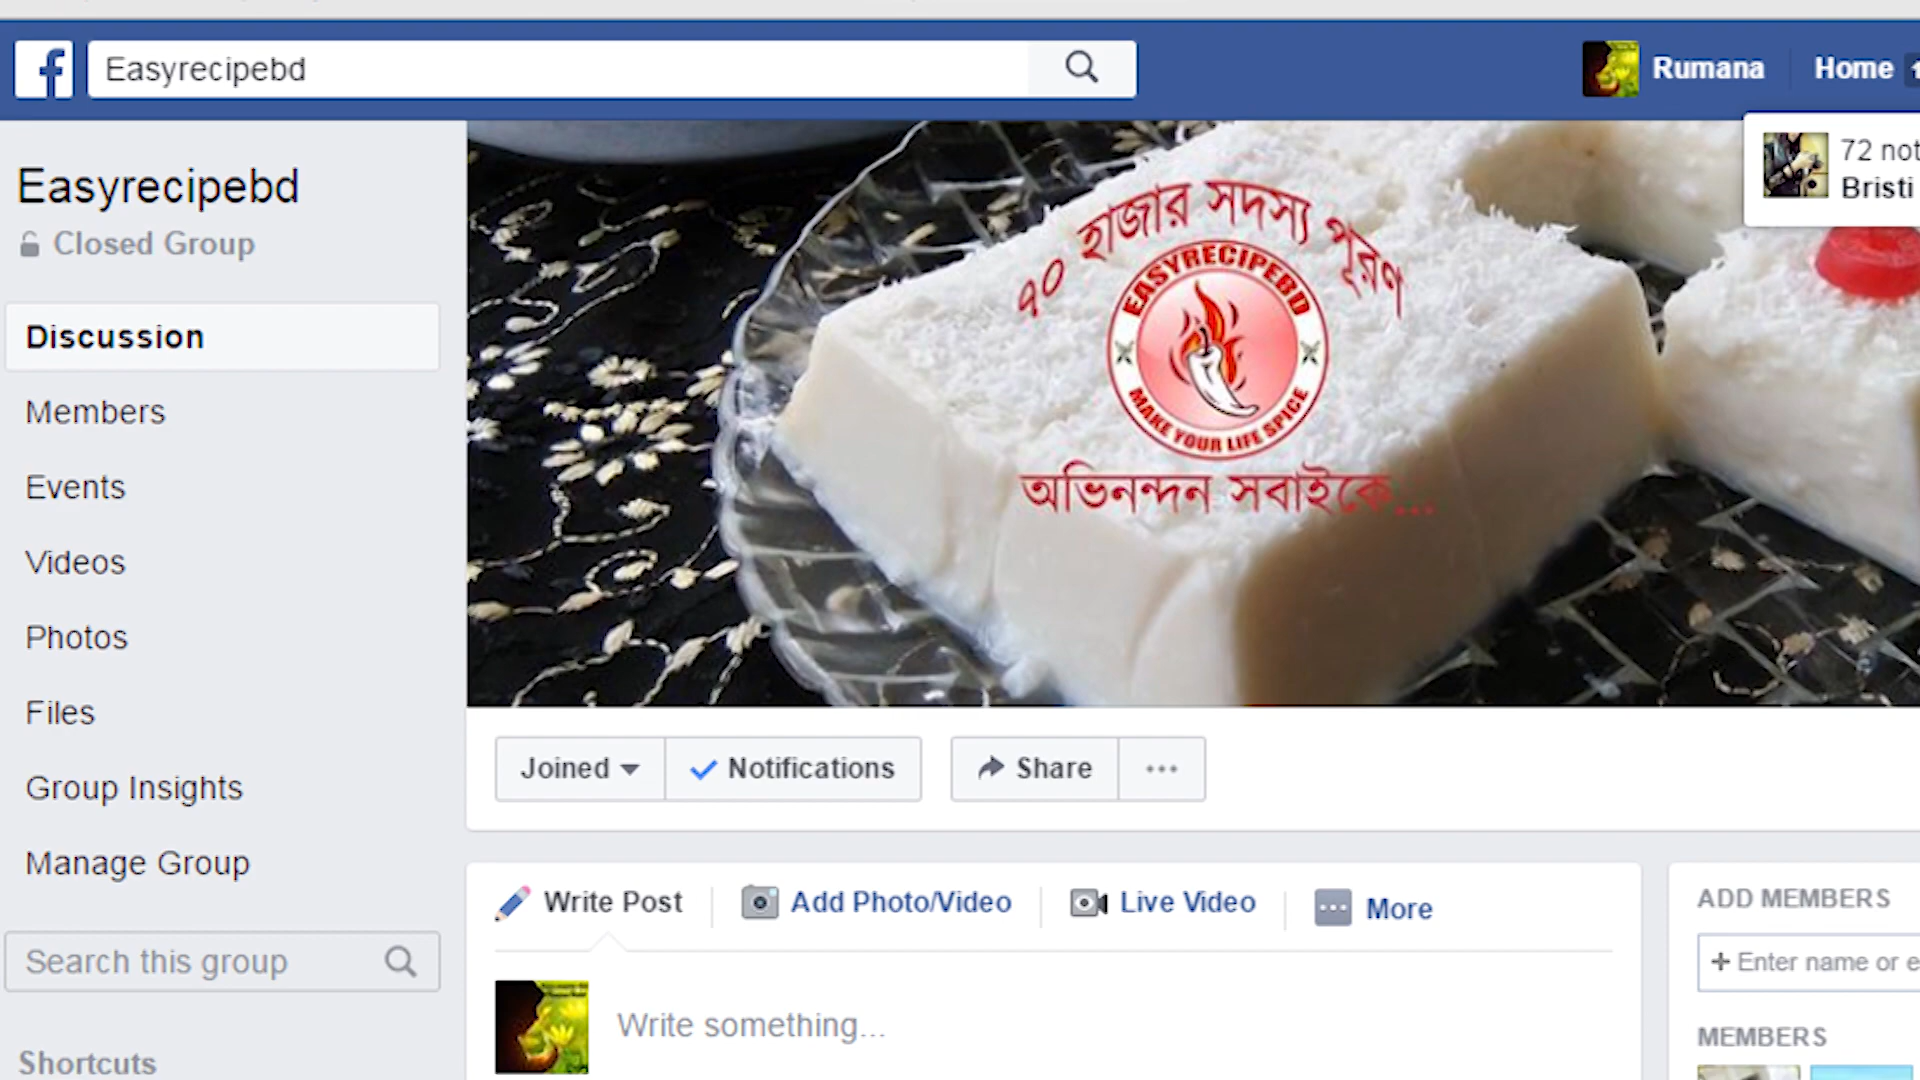 Easyrecipebd
Rumana
Home
72 not
Bristi
Easyrecipebd
Closed Group
Discussion
Members
Events
Videos
Photos
Files
Group Insights
Manage Group
Search this group
Shortcuts
৭০ হাজার সদস্য পূরণ
EASYRECIPEBD
MAKE YOUR LIFE SPICE
অভিনন্দন সবাইকে...
Joined
Notifications
Share
Write Post
Add Photo/Video
Live Video
More
Write something...
ADD MEMBERS
+ Enter name or e
MEMBERS